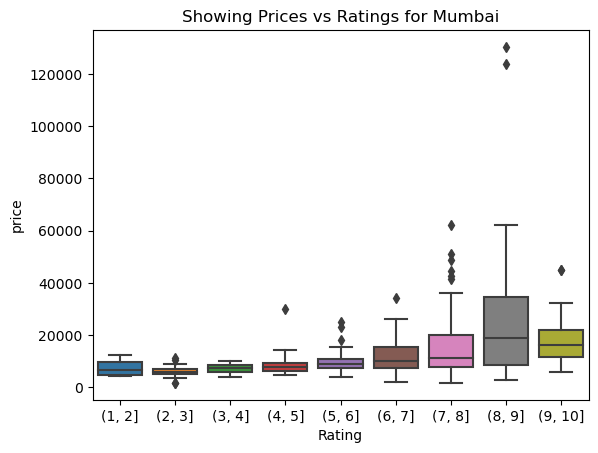 Showing Prices vs Ratings for Mumbai
120000
100000
80000
60000
40000
20000
0
price
(1, 2] (2, 3] (3, 4] (4, 5] (5, 6] (6, 7] (7, 8] (8, 9] (9, 10]
Rating